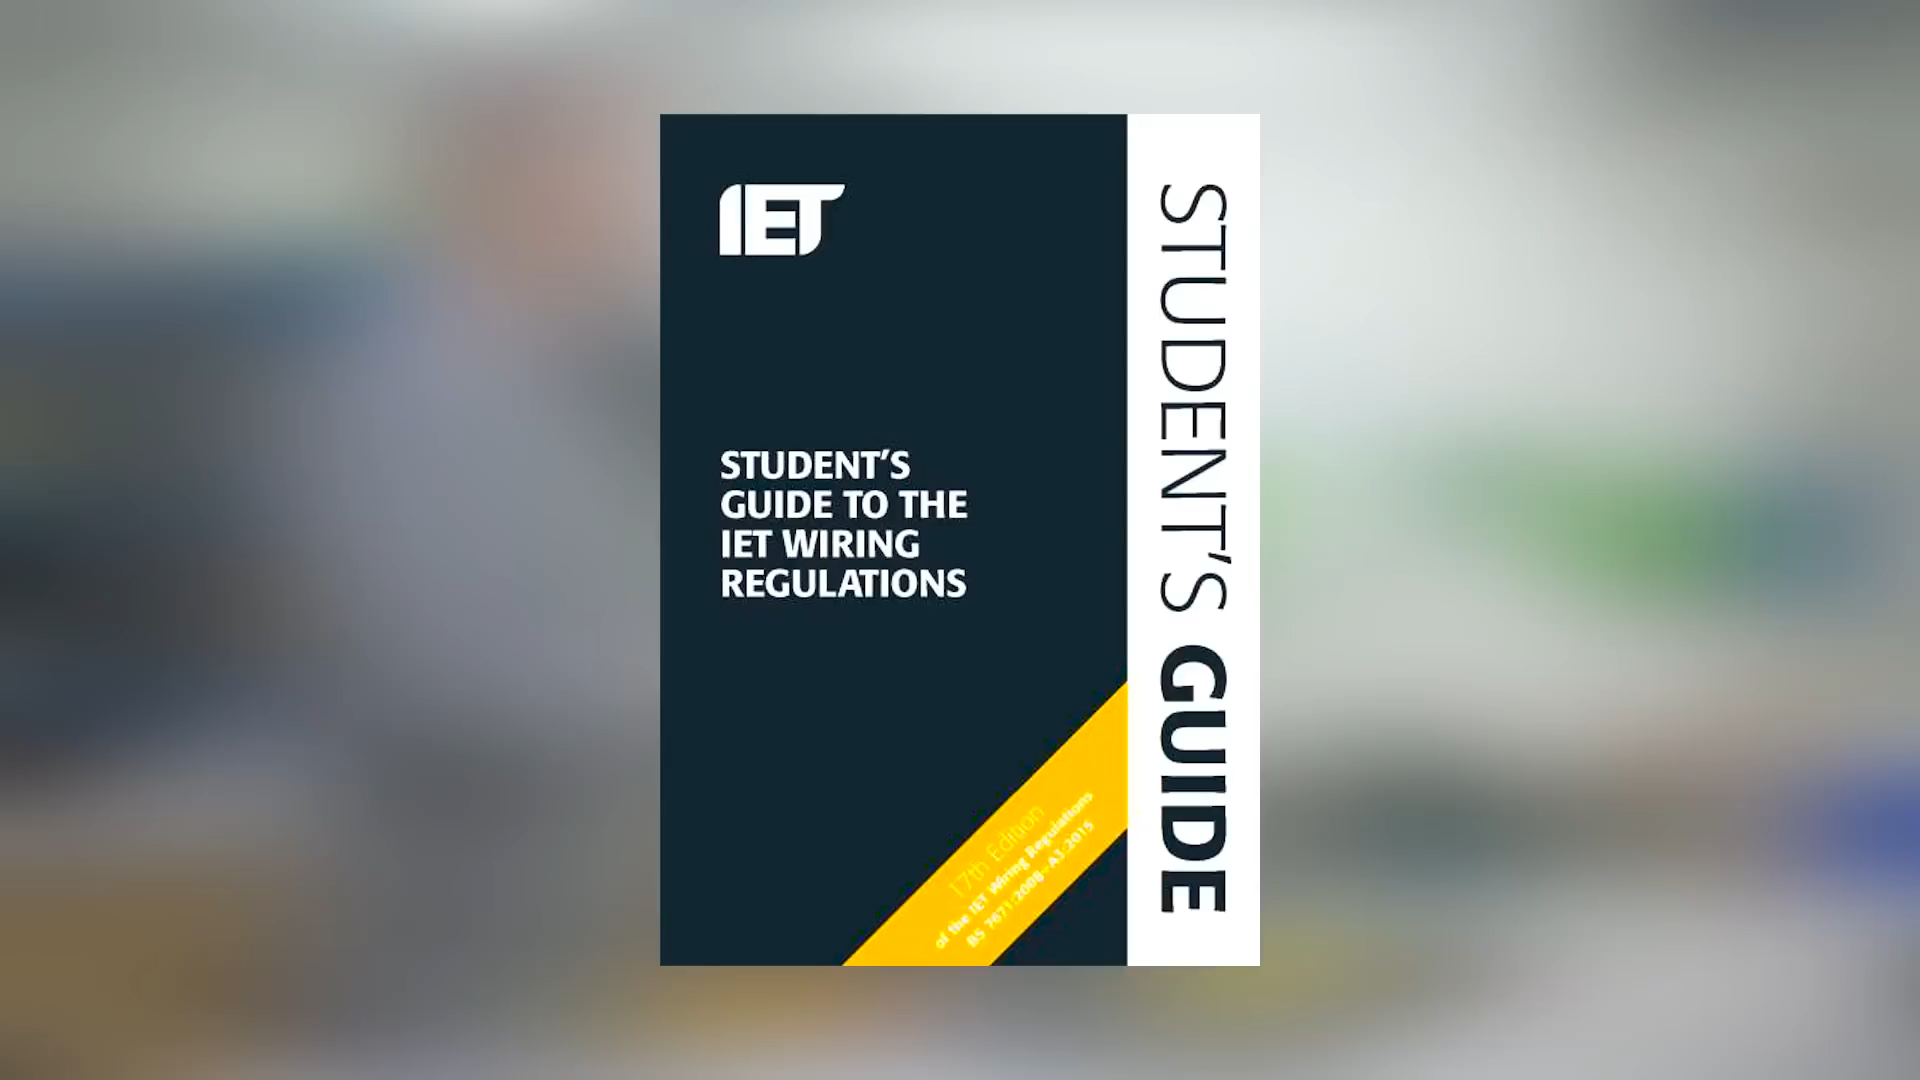 IET
STUDENT'S
GUIDE TO THE
IET WIRING
REGULATIONS
17th Edition
of the IET Wiring Regulations
BS 7671:2008+A3:2015
STUDENT'S GUIDE